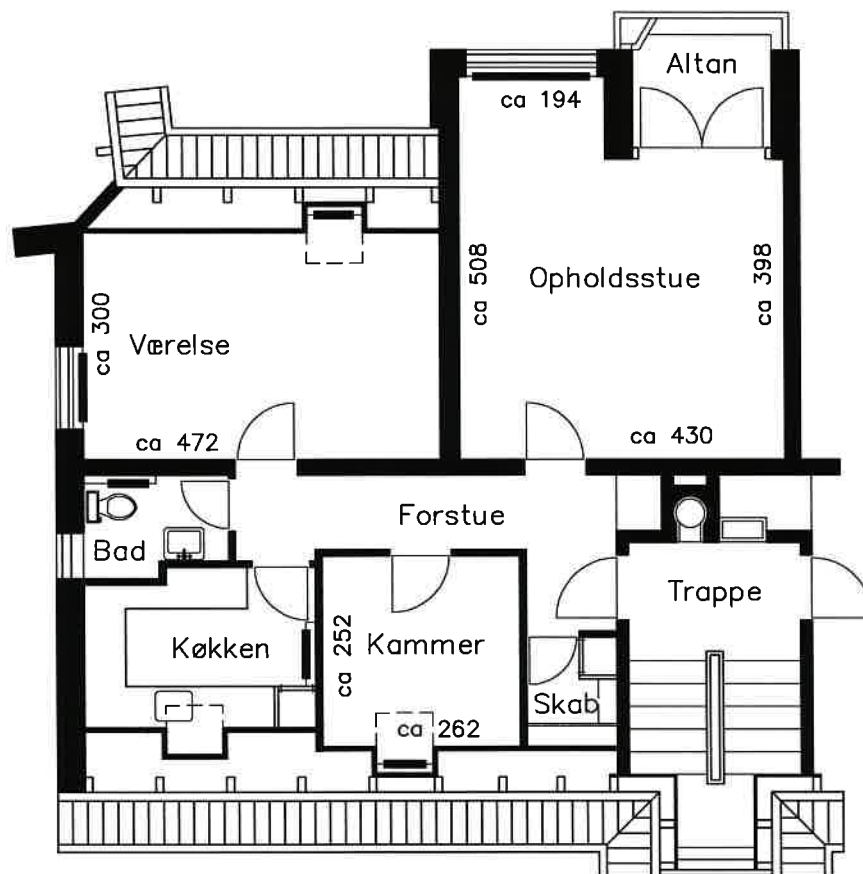 Altan
ca 194
ca 508
Opholdsstue
ca 398
ca 300
Værelse
ca 472
ca 430
Forstue
Bad
Trappe
Køkken
ca 252
Kammer
Skab
ca 262